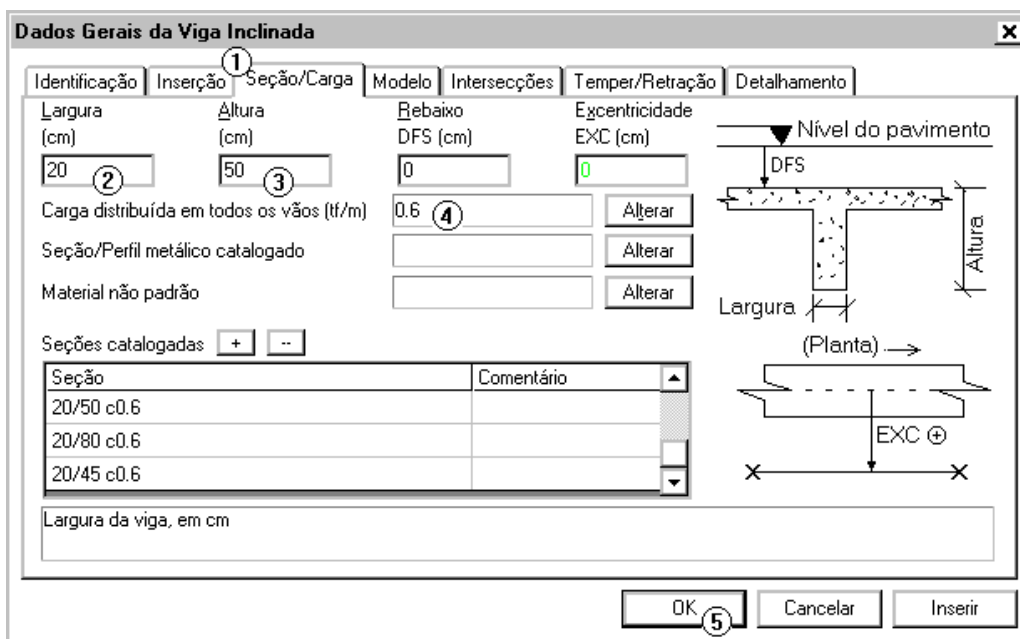 Dados Gerais da Viga Inclinada
1
Identificação Inserção Seção/Carga Modelo Intersecções Temper/Retração Detalhamento
Largura Altura Rebaixo Excentricidade
(cm) (cm) DFS (cm) EXC (cm)
20 2 50 3 0 0
Carga distribuída em todos os vãos (tf/m) 0.6 4 Alterar
Seção/Perfil metálico catalogado Alterar
Material não padrão Alterar
Nível do pavimento
DFS
Altura
Largura
Seções catalogadas + --
(Planta)
Seção Comentário
20/50 c0.6
20/80 c0.6
20/45 c0.6
EXC
Largura da viga, em cm
OK 5 Cancelar Inserir